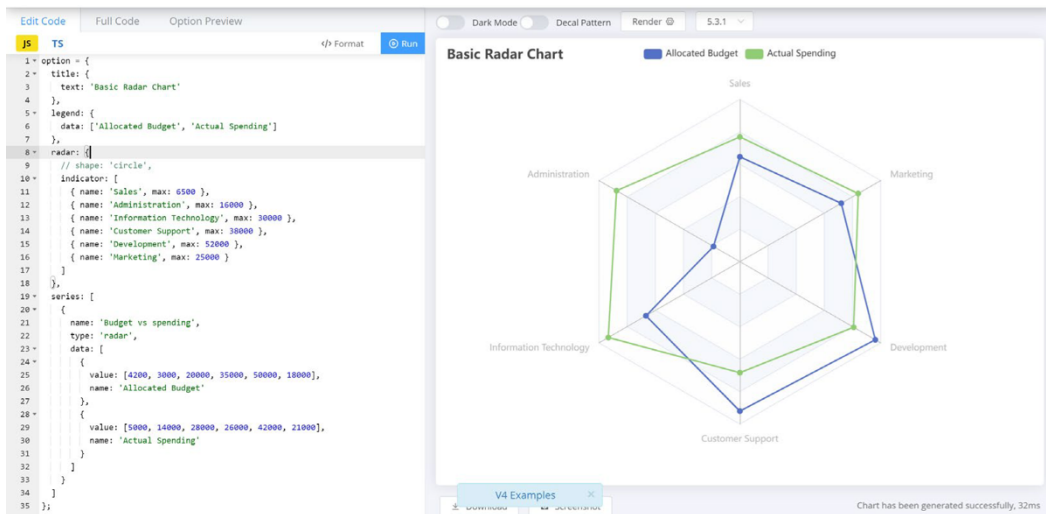 Edit Code Full Code Option Preview
JS TS </> Format Run
1 option = {
2 title: {
3 text: 'Basic Radar Chart'
4 },
5 legend: {
6 data: ['Allocated Budget', 'Actual Spending']
7 },
8 radar: {
9 // shape: 'circle',
10 indicator: [
11 { name: 'Sales', max: 6500 },
12 { name: 'Administration', max: 16000 },
13 { name: 'Information Technology', max: 30000 },
14 { name: 'Customer Support', max: 38000 },
15 { name: 'Development', max: 52000 },
16 { name: 'Marketing', max: 25000 }
17 ]
18 },
19 series: [
20 {
21 name: 'Budget vs spending',
22 type: 'radar',
23 data: [
24 {
25 value: [4200, 3000, 20000, 35000, 50000, 18000],
26 name: 'Allocated Budget'
27 },
28 {
29 value: [5000, 14000, 28000, 26000, 42000, 21000],
30 name: 'Actual Spending'
31 }
32 ]
33 }
34 ]
35 };
Dark Mode Decal Pattern Render 5.3.1
Basic Radar Chart Allocated Budget Actual Spending
Sales
Administration Marketing
Information Technology Development
Customer Support
V4 Examples ×
Download Screenshot Chart has been generated successfully, 32ms